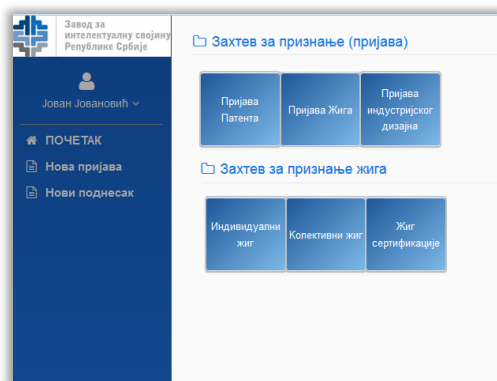 Завод за
интелектуалну својину
Републике Србије
Јован Јовановић
ПОЧЕТАК
Нова пријава
Нови поднесак
Захтев за признање (пријава)
Пријава
Патента
Пријава Жига
Пријава
индустријског
дизајна
Захтев за признање жига
Индивидуални
жиг
Колективни жиг
Жиг
сертификације